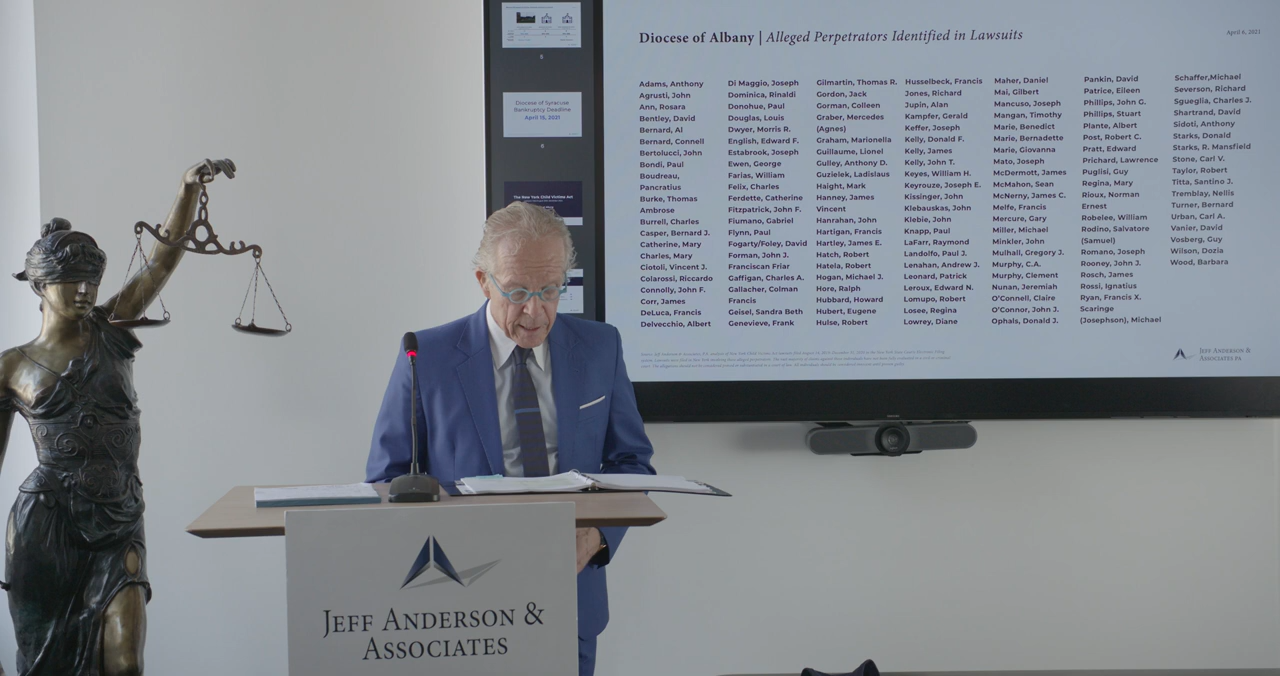 Diocese of Albany | Alleged Perpetrators Identified in Lawsuits
April 6, 2021
Adams, Anthony
Agrusti, John
Ann, Rosara
Bentley, David
Bernard, Al
Bernard, Connell
Bertolucci, John
Bondi, Paul
Boudreau,
Pancratius
Burke, Thomas
Ambrose
Burrell, Charles
Casper, Bernard J.
Catherine, Mary
Charles, Mary
Ciotoli, Vincent J.
Colarossi, Riccardo
Connolly, John F.
Corr, James
DeLuca, Francis
Delvecchio, Albert
Di Maggio, Joseph
Dominica, Rinaldi
Donohue, Paul
Douglas, Louis
Dwyer, Morris R.
English, Edward F.
Estabrook, Joseph
Ewen, George
Farias, William
Felix, Charles
Ferdette, Catherine
Fitzpatrick, John F.
Fiumano, Gabriel
Flynn, Paul
Fogarty/Foley, David
Forman, John J.
Franciscan Friar
Gaffigan, Charles A.
Gallacher, Colman
Francis
Geisel, Sandra Beth
Genevieve, Frank
Gilmartin, Thomas R.
Gordon, Jack
Gorman, Colleen
Graber, Mercedes
(Agnes)
Graham, Marionella
Guillaume, Lionel
Gulley, Anthony D.
Guzielek, Ladislaus
Haight, Mark
Hanney, James
Vincent
Hanrahan, John
Hartigan, Francis
Hartley, James E.
Hatch, Mark
Hatela, Robert
Hogan, Michael J.
Hore, Ralph
Hubbard, Howard
Hubert, Eugene
Hulse, Robert
Husselbeck, Francis
Jones, Richard
Jupin, Alan
Kampfer, Gerald
Keffer, Joseph
Kelly, Donald F.
Kelly, James
Kelly, John T.
Keyes, William H.
Keyrouze, Joseph E.
Kissinger, John
Klebauskas, John
Klebie, John
Knapp, Paul
LaFarr, Raymond
Landolfo, Paul J.
Lenahan, Andrew J.
Leonard, Patrick
Leroux, Edward N.
Lomupo, Robert
Losee, Regina
Lowrey, Diane
Maher, Daniel
Mai, Gilbert
Mancuso, Joseph
Mangan, Timothy
Marie, Benedict
Marie, Bernadette
Marie, Giovanna
Mato, Joseph
McDermott, James
McMahon, Sean
McNerny, James C.
Melfe, Francis
Mercure, Gary
Miller, Michael
Minkler, John
Mulhall, Gregory J.
Murphy, C.A.
Murphy, Clement
Nunan, Jeremiah
O'Connell, Claire
O'Connor, John J.
Ophals, Donald J.
Pankin, David
Patrice, Eileen
Phillips, John G.
Phillips, Stuart
Plante, Albert
Post, Robert C.
Pratt, Edward
Prichard, Lawrence
Puglisi, Guy
Regina, Mary
Rioux, Norman
Ernest
Robelee, William
Rodino, Salvatore
(Samuel)
Romano, Joseph
Rooney, John J.
Rosch, James
Rossi, Ignatius
Ryan, Francis X.
Scaringe
(Josephson), Michael
Schaffer,Michael
Severson, Richard
Sgueglia, Charles J.
Shartrand, David
Sidoti, Anthony
Starks, Donald
Starks, R. Mansfield
Stone, Carl V.
Taylor, Robert
Titta, Santino J.
Tremblay, Nellis
Turner, Bernard
Urban, Carl A.
Vanier, David
Vosberg, Guy
Wilson, Dozia
Wood, Barbara
Jeff Anderson &
Associates P.A.
Diocese of Syracuse
Bankruptcy Deadline
April 15, 2021
The New York Child Victims Act
Jeff Anderson &
Associates